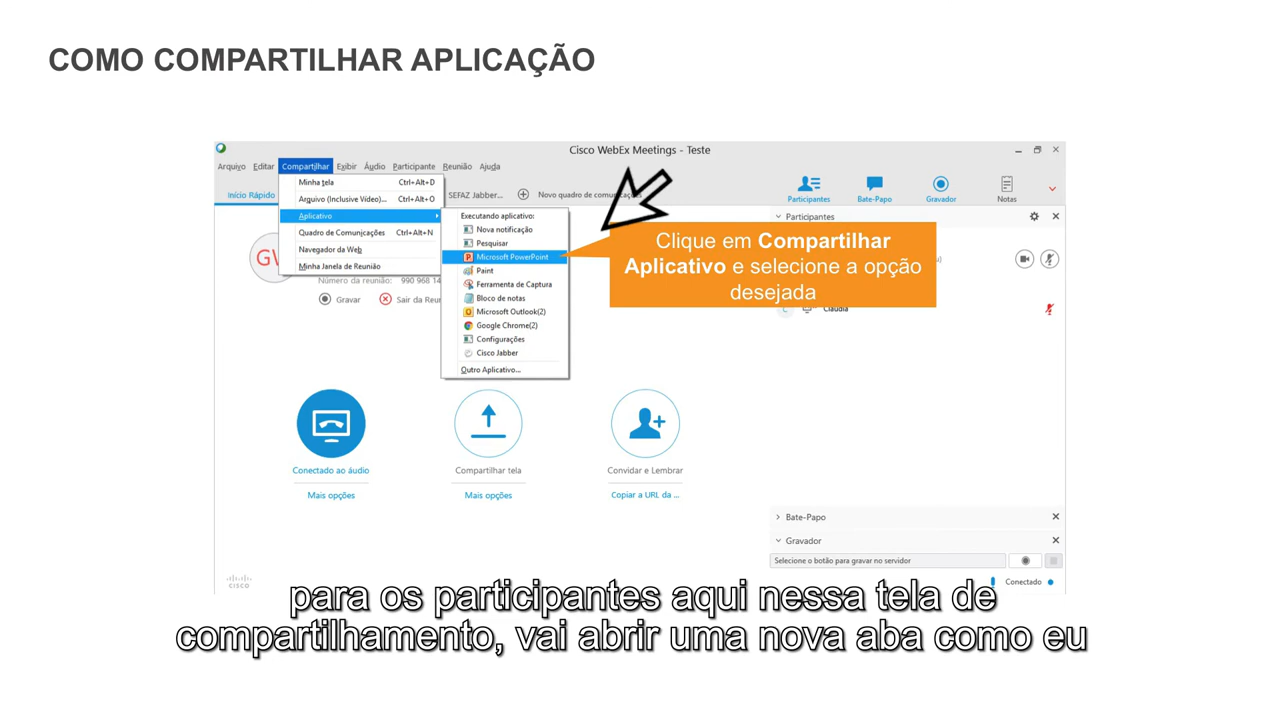 COMO COMPARTILHAR APLICAÇÃO
Cisco WebEx Meetings - Teste
Arquivo Editar Compartilhar Exibir Áudio Participante Reunião Ajuda
Início Rápido
SEFAZ Jabber...
Novo quadro de
Participantes
Bate-Papo
Gravador
Notas
Minha tela Ctrl+Alt+D
Arquivo (Inclusive Vídeo)... Ctrl+Alt+O
Aplicativo
Quadro de Comunicações Ctrl+Alt+N
Navegador da Web
Minha Janela de Reunião
Executando aplicativo:
Nova notificação
Pesquisar
Microsoft PowerPoint
Paint
Ferramenta de Captura
Bloco de notas
Microsoft Outlook(2)
Google Chrome(2)
Configurações
Cisco Jabber
Outro Aplicativo...
Participantes
Clique em Compartilhar
Aplicativo e selecione a opção
desejada
Número da reunião: 990 968 14
Gravar
Sair da Reu
Claudia
Conectado ao áudio
Mais opções
Compartilhar tela
Mais opções
Convidar e Lembrar
Copiar a URL da ...
Bate-Papo
Gravador
Selecione o botão para gravar no servidor
Conectado
CISCO
para os participantes aqui nessa tela de
compartilhamento, vai abrir uma nova aba como eu